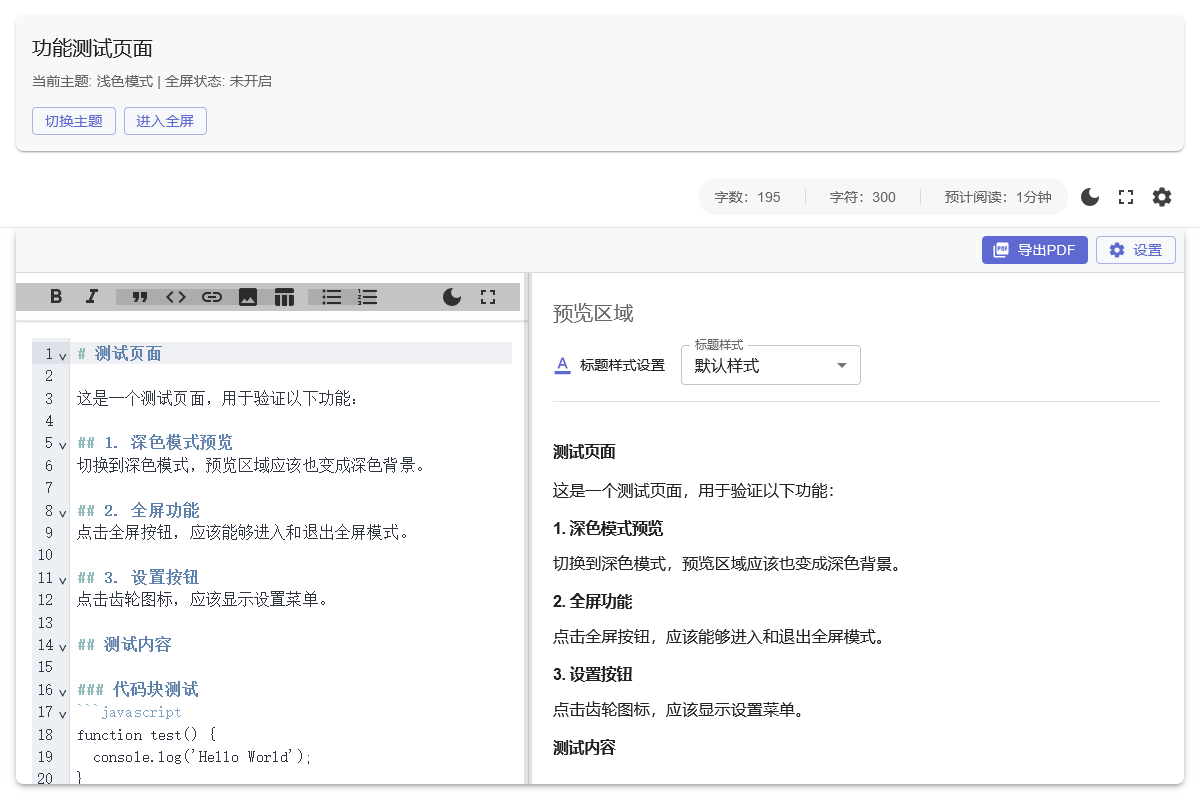 功能测试页面
当前主题: 浅色模式 | 全屏状态: 未开启
切换主题 进入全屏
字数：195 字符：300 预计阅读：1分钟
导出PDF 设置
预览区域
标题样式
标题样式设置 默认样式
1 # 测试页面
2
3 这是一个测试页面，用于验证以下功能：
4
5 ## 1. 深色模式预览
6 切换到深色模式，预览区域应该也变成深色背景。
7
8 ## 2. 全屏功能
9 点击全屏按钮，应该能够进入和退出全屏模式。
10
11 ## 3. 设置按钮
12 点击齿轮图标，应该显示设置菜单。
13
14 ## 测试内容
15
16 ### 代码块测试
17 ```javascript
18 function test() {
19 console.log('Hello World');
20 }
测试页面
这是一个测试页面，用于验证以下功能：
1. 深色模式预览
切换到深色模式，预览区域应该也变成深色背景。
2. 全屏功能
点击全屏按钮，应该能够进入和退出全屏模式。
3. 设置按钮
点击齿轮图标，应该显示设置菜单。
测试内容